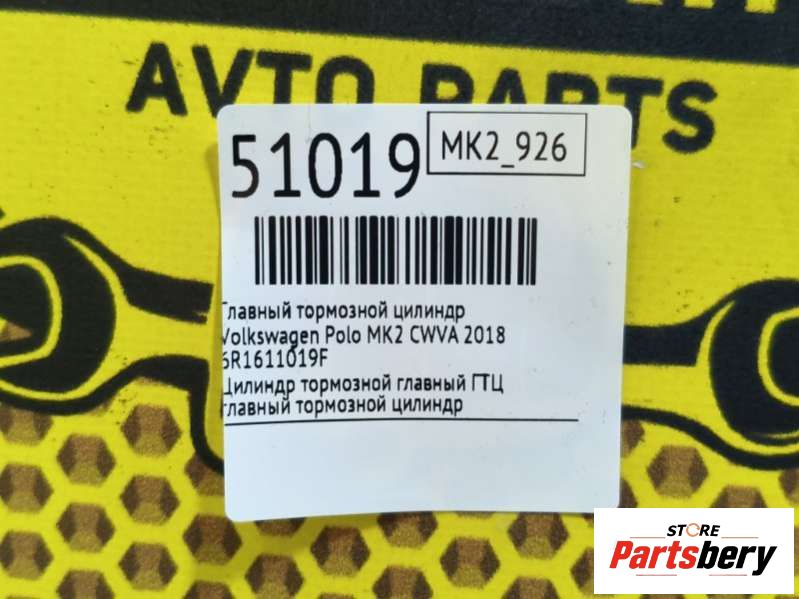 AVTO PARTS
51019
MK2_926
Главный тормозной цилиндр
Volkswagen Polo MK2 CWVA 2018
6R1611019F
Цилиндр тормозной главный ГТЦ
главный тормозной цилиндр
STORE
Partsbery